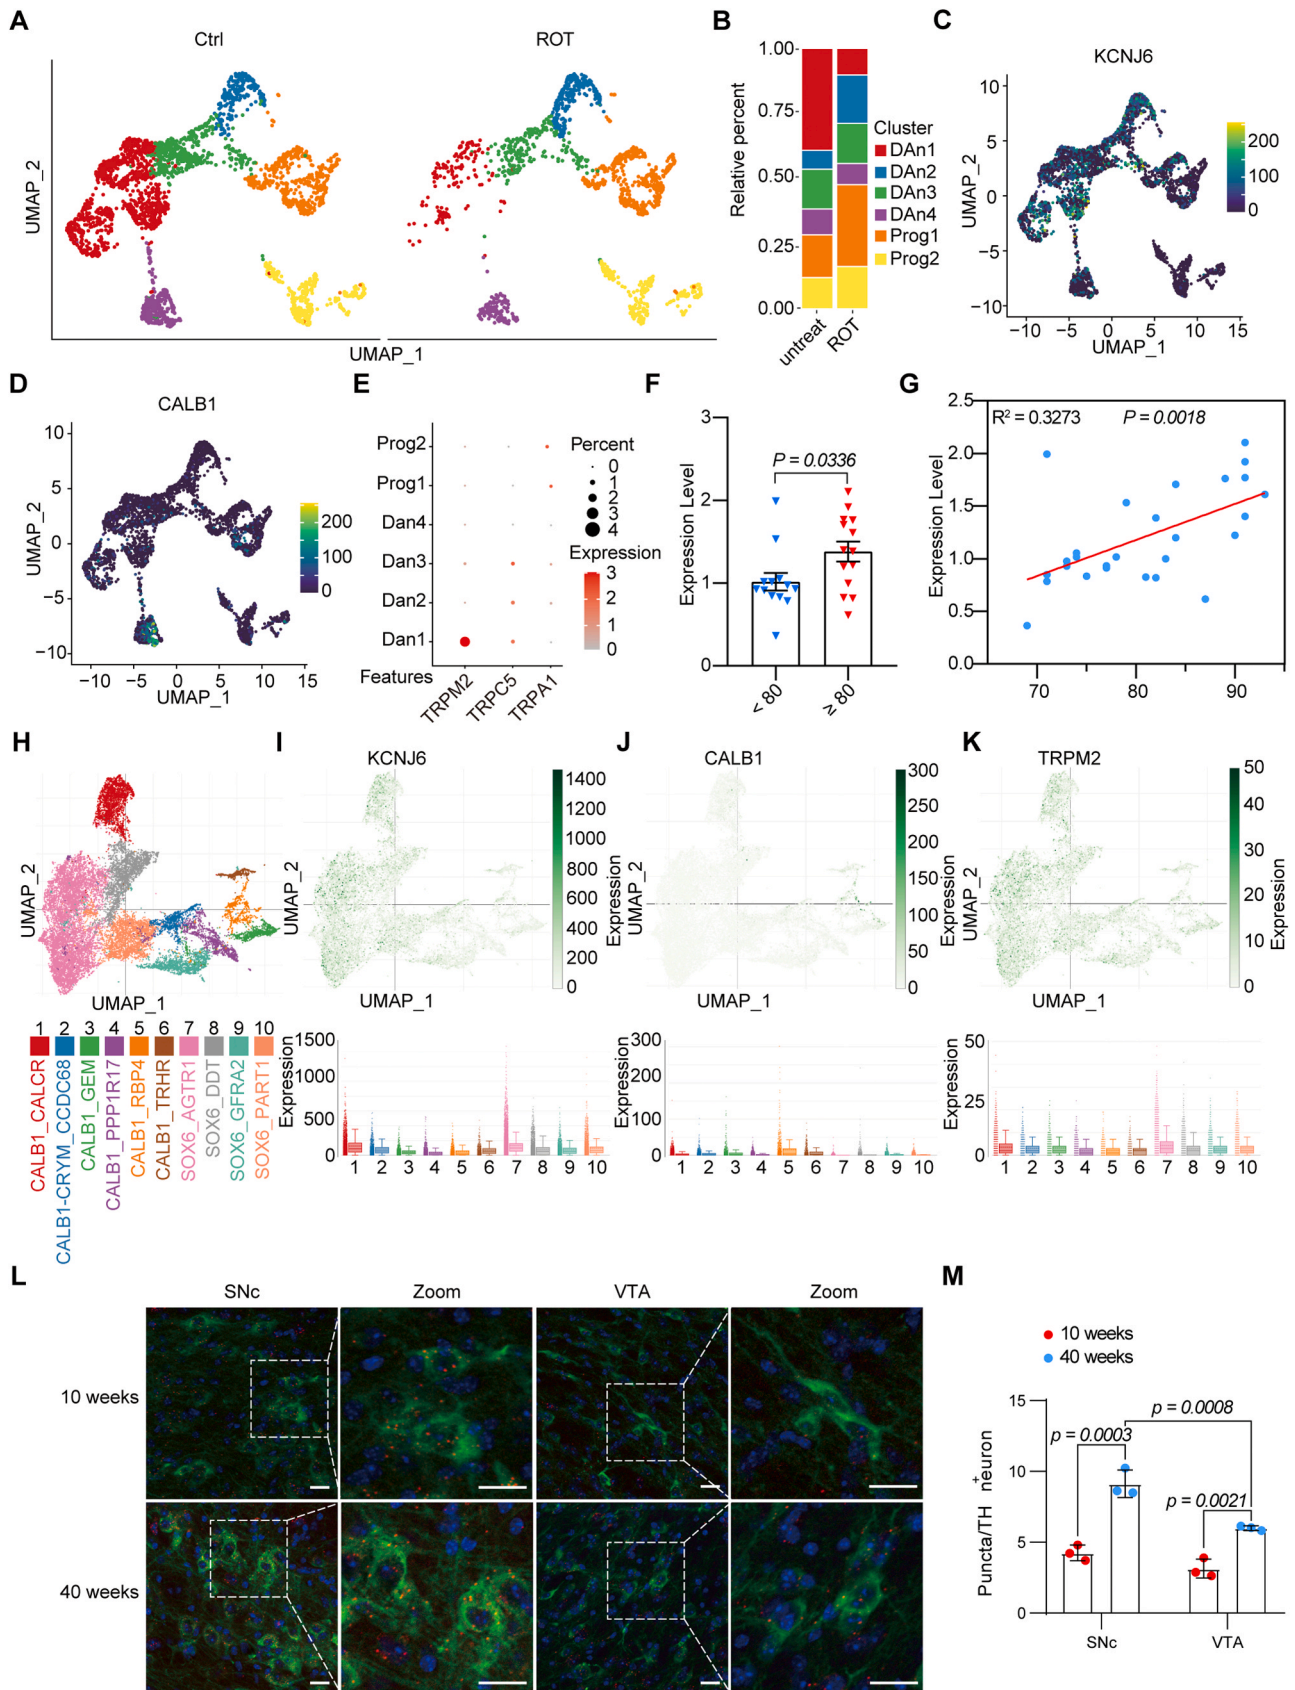 A
Ctrl
ROT
UMAP_2
UMAP_1
B
Relative percent
1.00
0.75
0.50
0.25
0.00
untreat
ROT
Cluster
DAn1
DAn2
DAn3
DAn4
Prog1
Prog2
C
KCNJ6
UMAP_2
10
5
0
−5
−10
−10 −5 0 5 10 15
UMAP_1
200
100
0
D
CALB1
UMAP_2
10
5
0
−5
−10
−10 −5 0 5 10 15
UMAP_1
200
100
0
E
Prog2
Prog1
Dan4
Dan3
Dan2
Dan1
Features
TRPM2
TRPC5
TRPA1
Percent
0
1
2
3
4
Expression
3
2
1
0
F
Expression Level
3
2
1
0
P = 0.0336
< 80
≥ 80
G
Expression Level
2.5
2.0
1.5
1.0
0.5
0.0
R² = 0.3273
P = 0.0018
70 80 90
H
UMAP_2
UMAP_1
1 2 3 4 5 6 7 8 9 10
CALB1_CALCR
CALB1-CRYM_CCDC68
CALB1_GEM
CALB1_PPP1R17
CALB1_RBP4
CALB1_TRHR
SOX6_AGTR1
SOX6_DDT
SOX6_GFRA2
SOX6_PART1
I
KCNJ6
UMAP_2
UMAP_1
1400
1200
1000
800
600
400
200
0
Expression
Expression
1500
1000
500
0
1 2 3 4 5 6 7 8 9 10
J
CALB1
UMAP_2
UMAP_1
300
250
200
150
100
50
0
Expression
Expression
300
200
100
0
1 2 3 4 5 6 7 8 9 10
K
TRPM2
UMAP_2
UMAP_1
50
40
30
20
10
0
Expression
Expression
50
25
0
1 2 3 4 5 6 7 8 9 10
L
SNc
Zoom
VTA
Zoom
10 weeks
40 weeks
M
10 weeks
40 weeks
Puncta/TH⁺ neuron
15
10
5
0
p = 0.0003
p = 0.0008
p = 0.0021
SNc
VTA